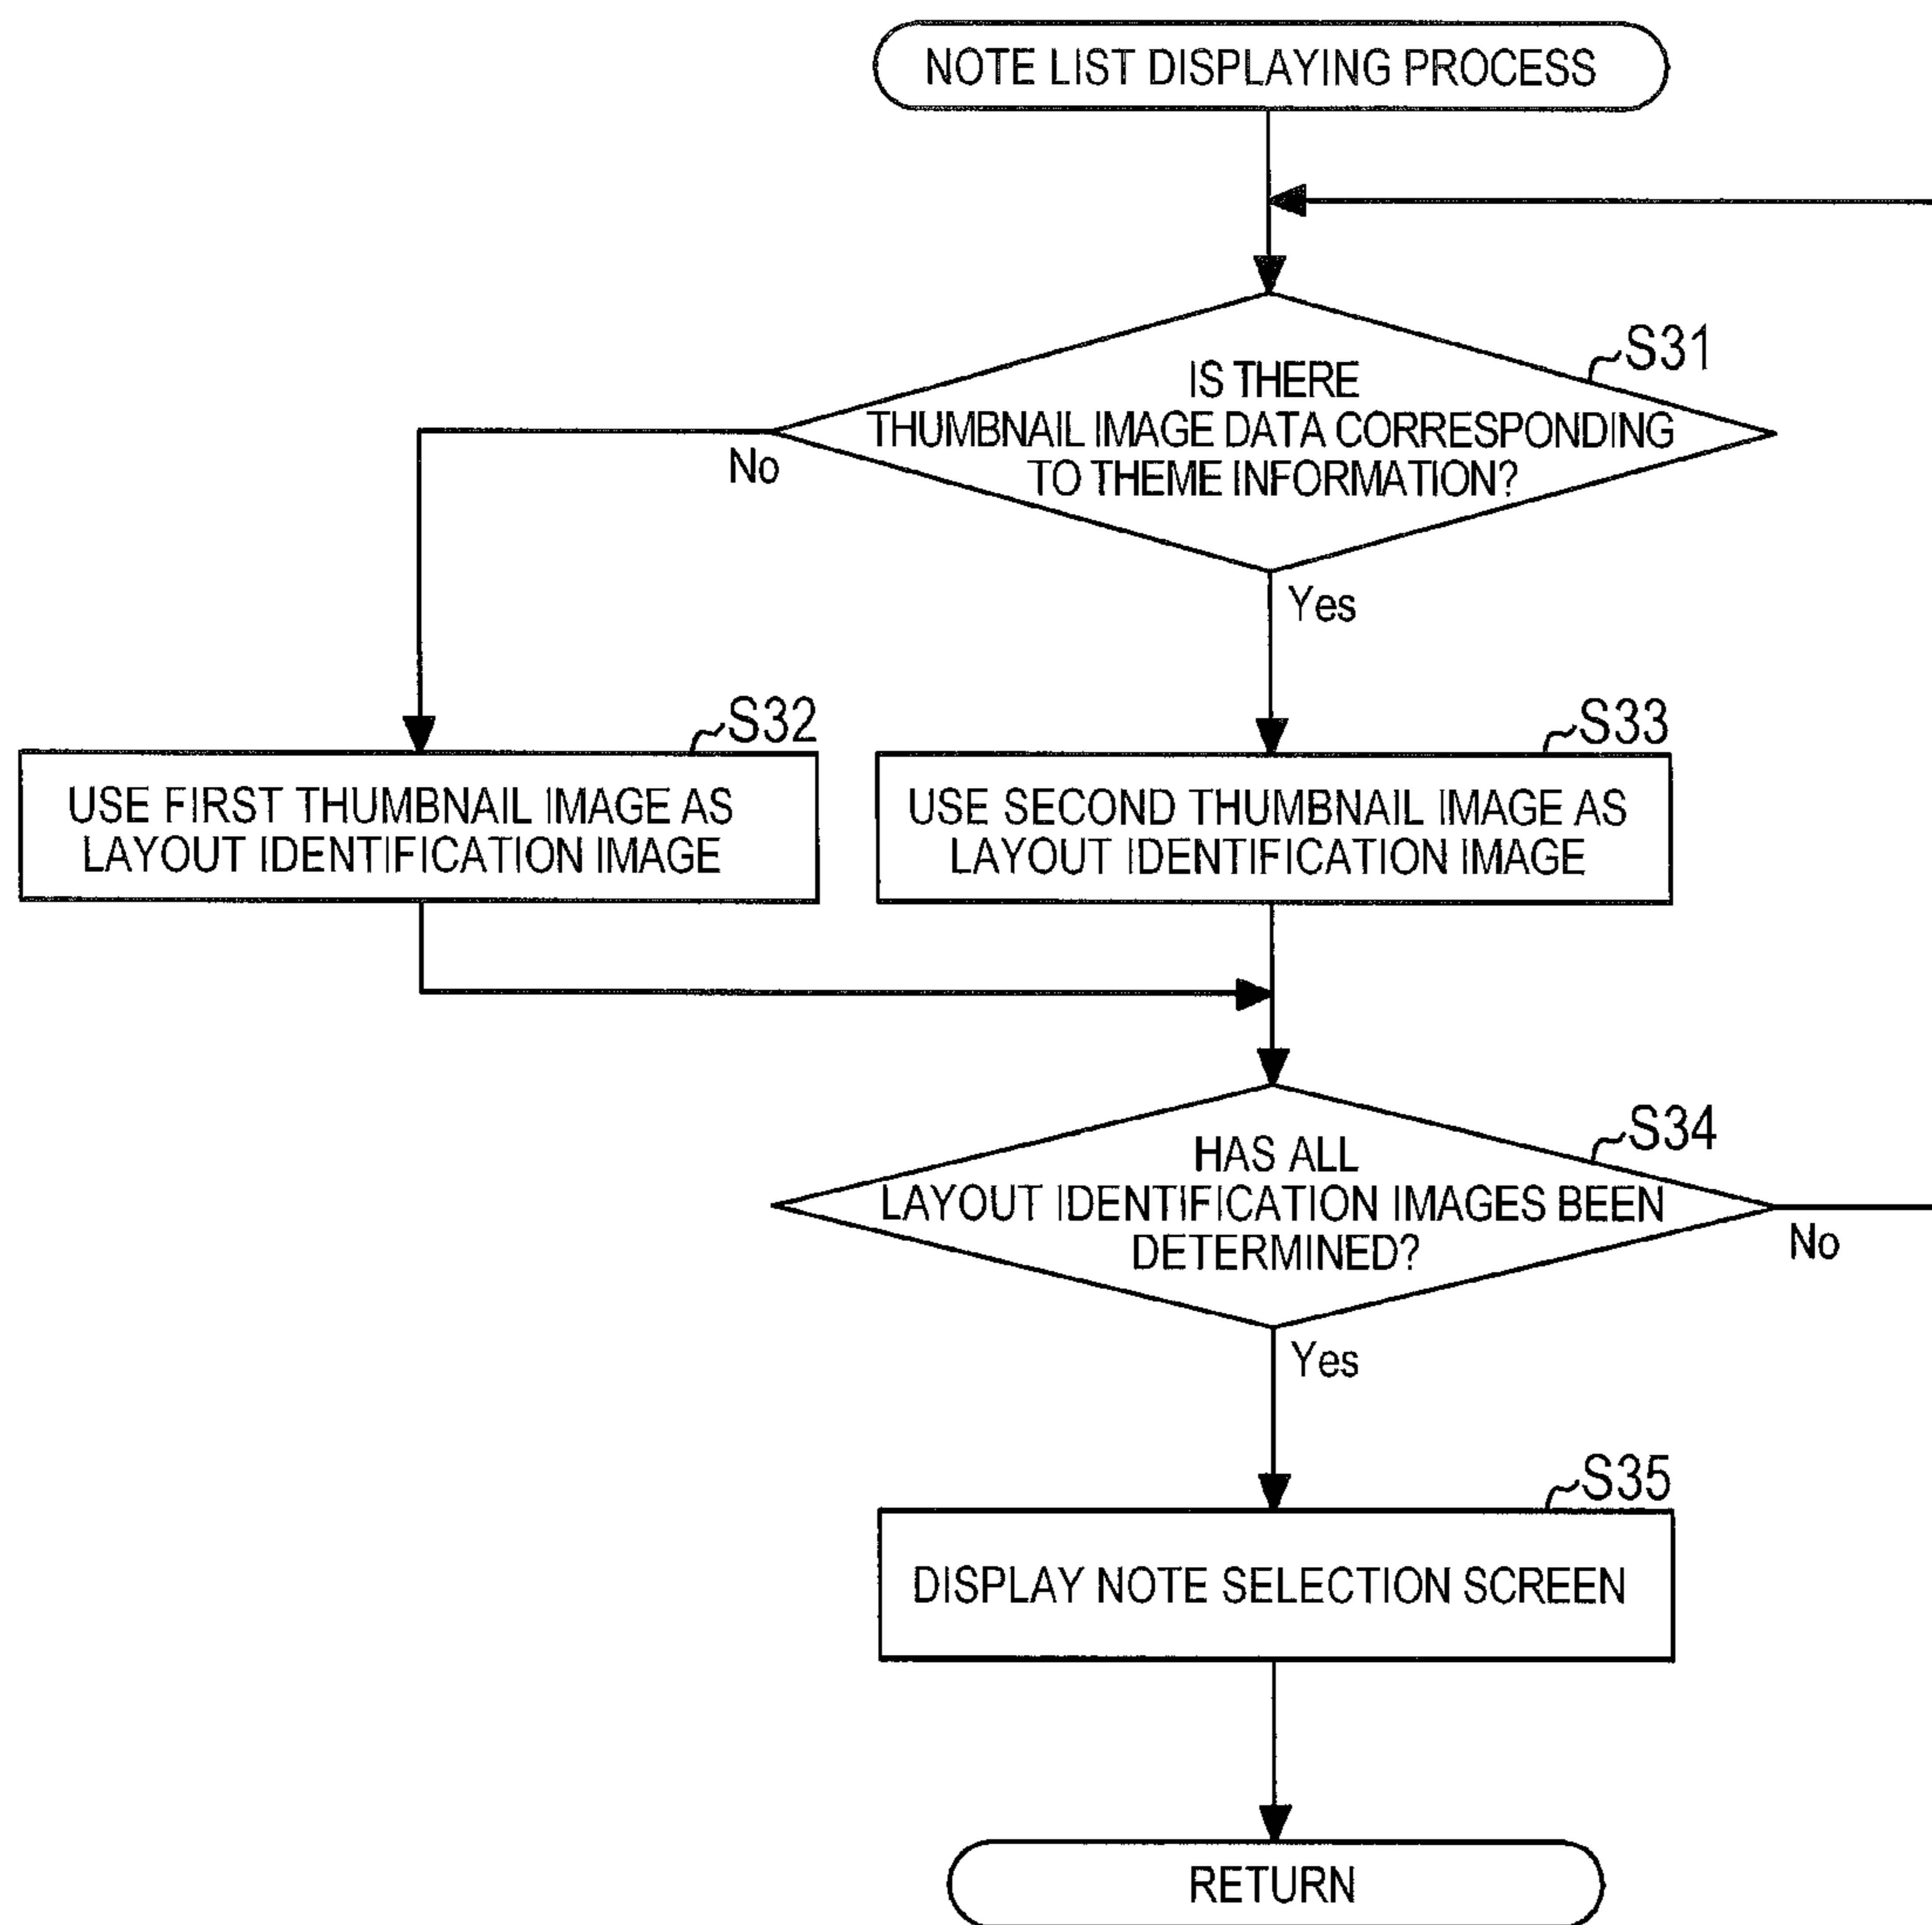 NOTE LIST DISPLAYING PROCESS
S31
IS THERE
THUMBNAIL IMAGE DATA CORRESPONDING
TO THEME INFORMATION?
No
Yes
S32
USE FIRST THUMBNAIL IMAGE AS
LAYOUT IDENTIFICATION IMAGE
S33
USE SECOND THUMBNAIL IMAGE AS
LAYOUT IDENTIFICATION IMAGE
S34
HAS ALL
LAYOUT IDENTIFICATION IMAGES BEEN
DETERMINED?
No
Yes
S35
DISPLAY NOTE SELECTION SCREEN
RETURN